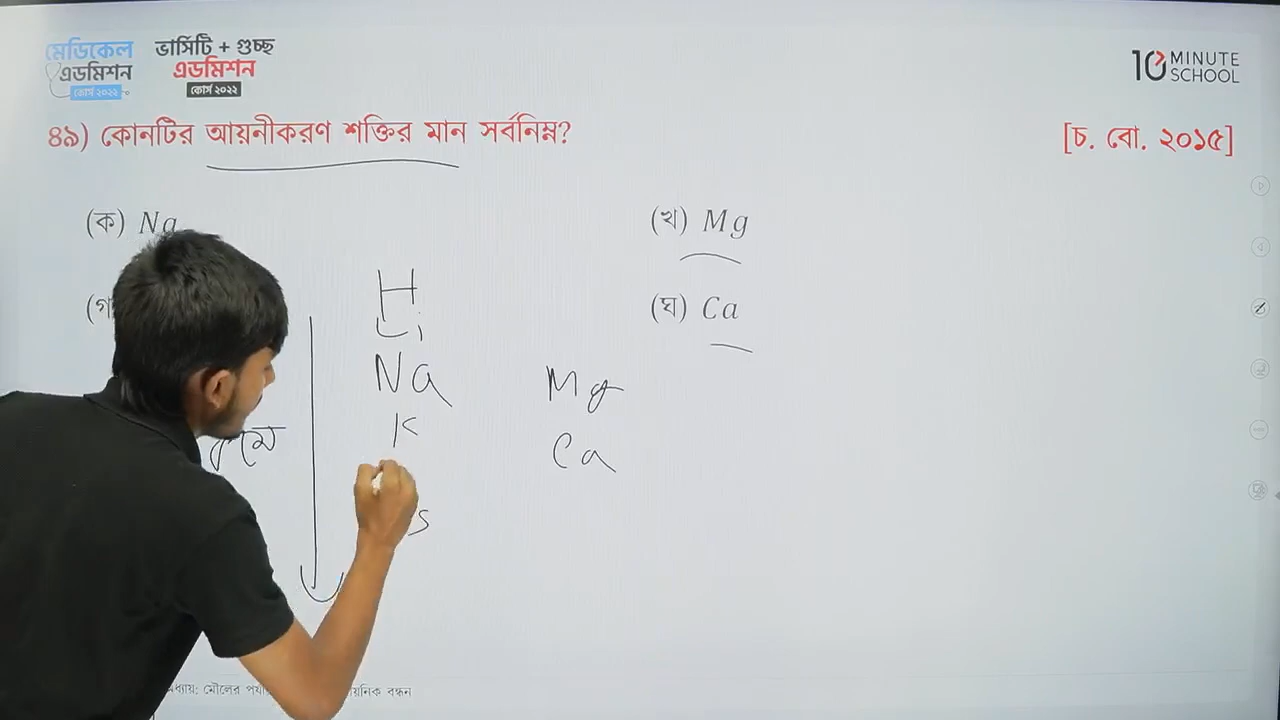 মেডিকেল
এডমিশন
কোর্স ২০২২
ভার্সিটি + গুচ্ছ
এডমিশন
কোর্স ২০২২
10 MINUTE SCHOOL
৪৯) কোনটির আয়নীকরণ শক্তির মান সর্বনিম্ন?
[চ. বো. ২০১৫]
(ক) Na
(খ) Mg
(গ
(ঘ) Ca
H
Li
Na Mg
K Ca
s
মৌলের